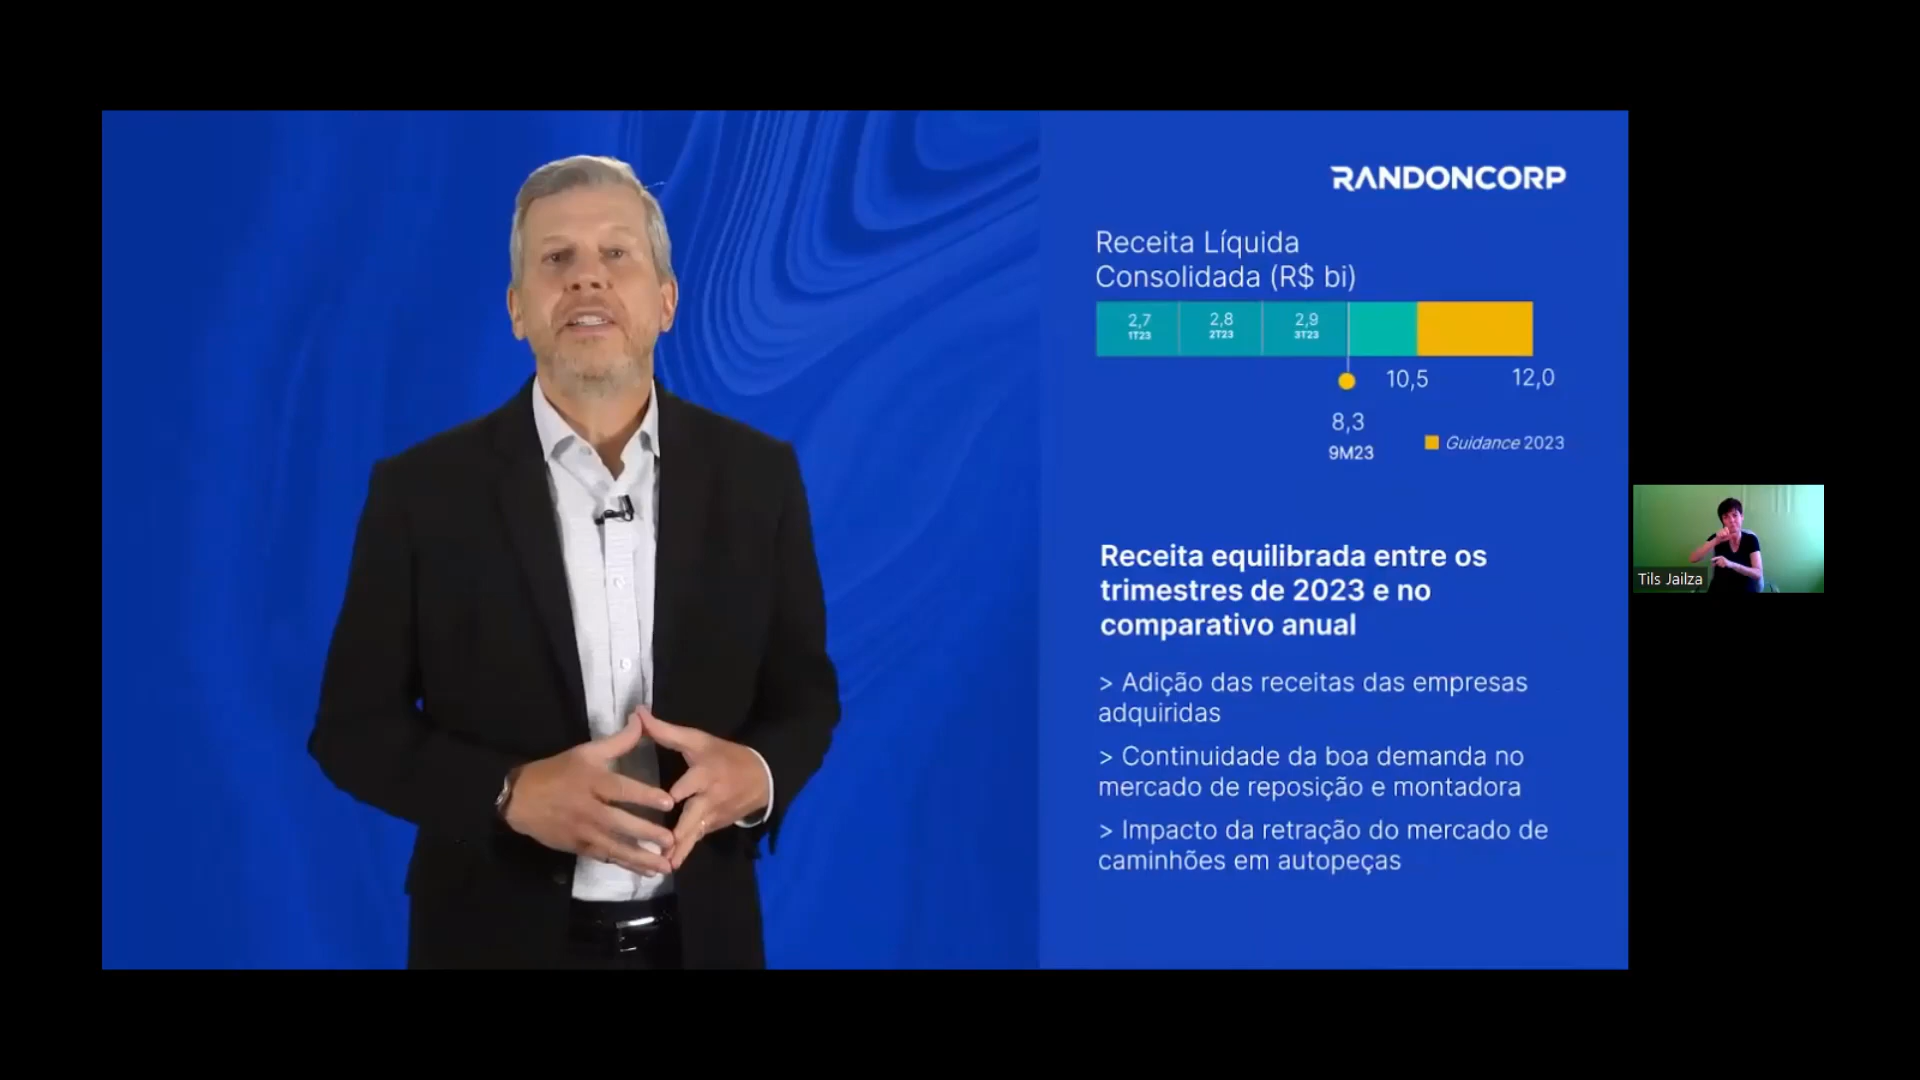 RANDONCORP
Receita Líquida
Consolidada (R$ bi)
2,7
1T23
2,8
2T23
2,9
3T23
10,5
12,0
8,3
9M23
Guidance 2023
Receita equilibrada entre os
trimestres de 2023 e no
comparativo anual
> Adição das receitas das empresas
adquiridas
> Continuidade da boa demanda no
mercado de reposição e montadora
> Impacto da retração do mercado de
caminhões em autopeças
Tils Jailza